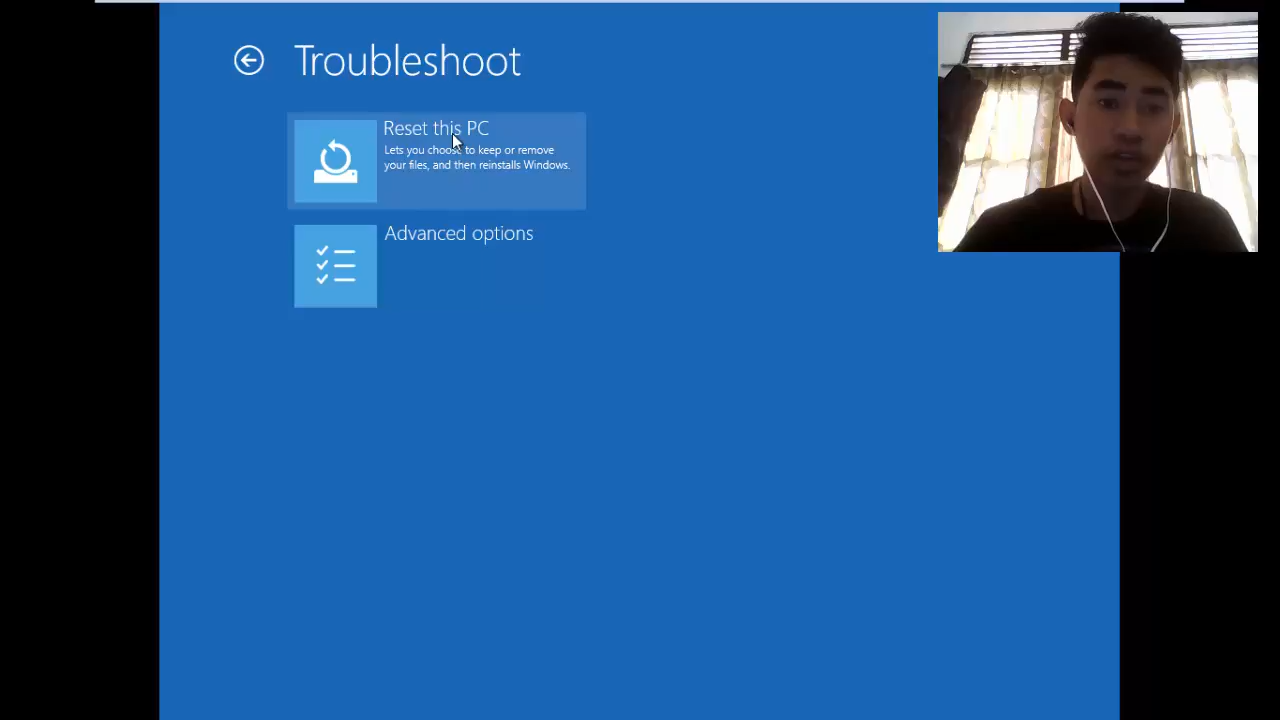 Troubleshoot
Reset this PC
Lets you choose to keep or remove
your files, and then reinstalls Windows.
Advanced options